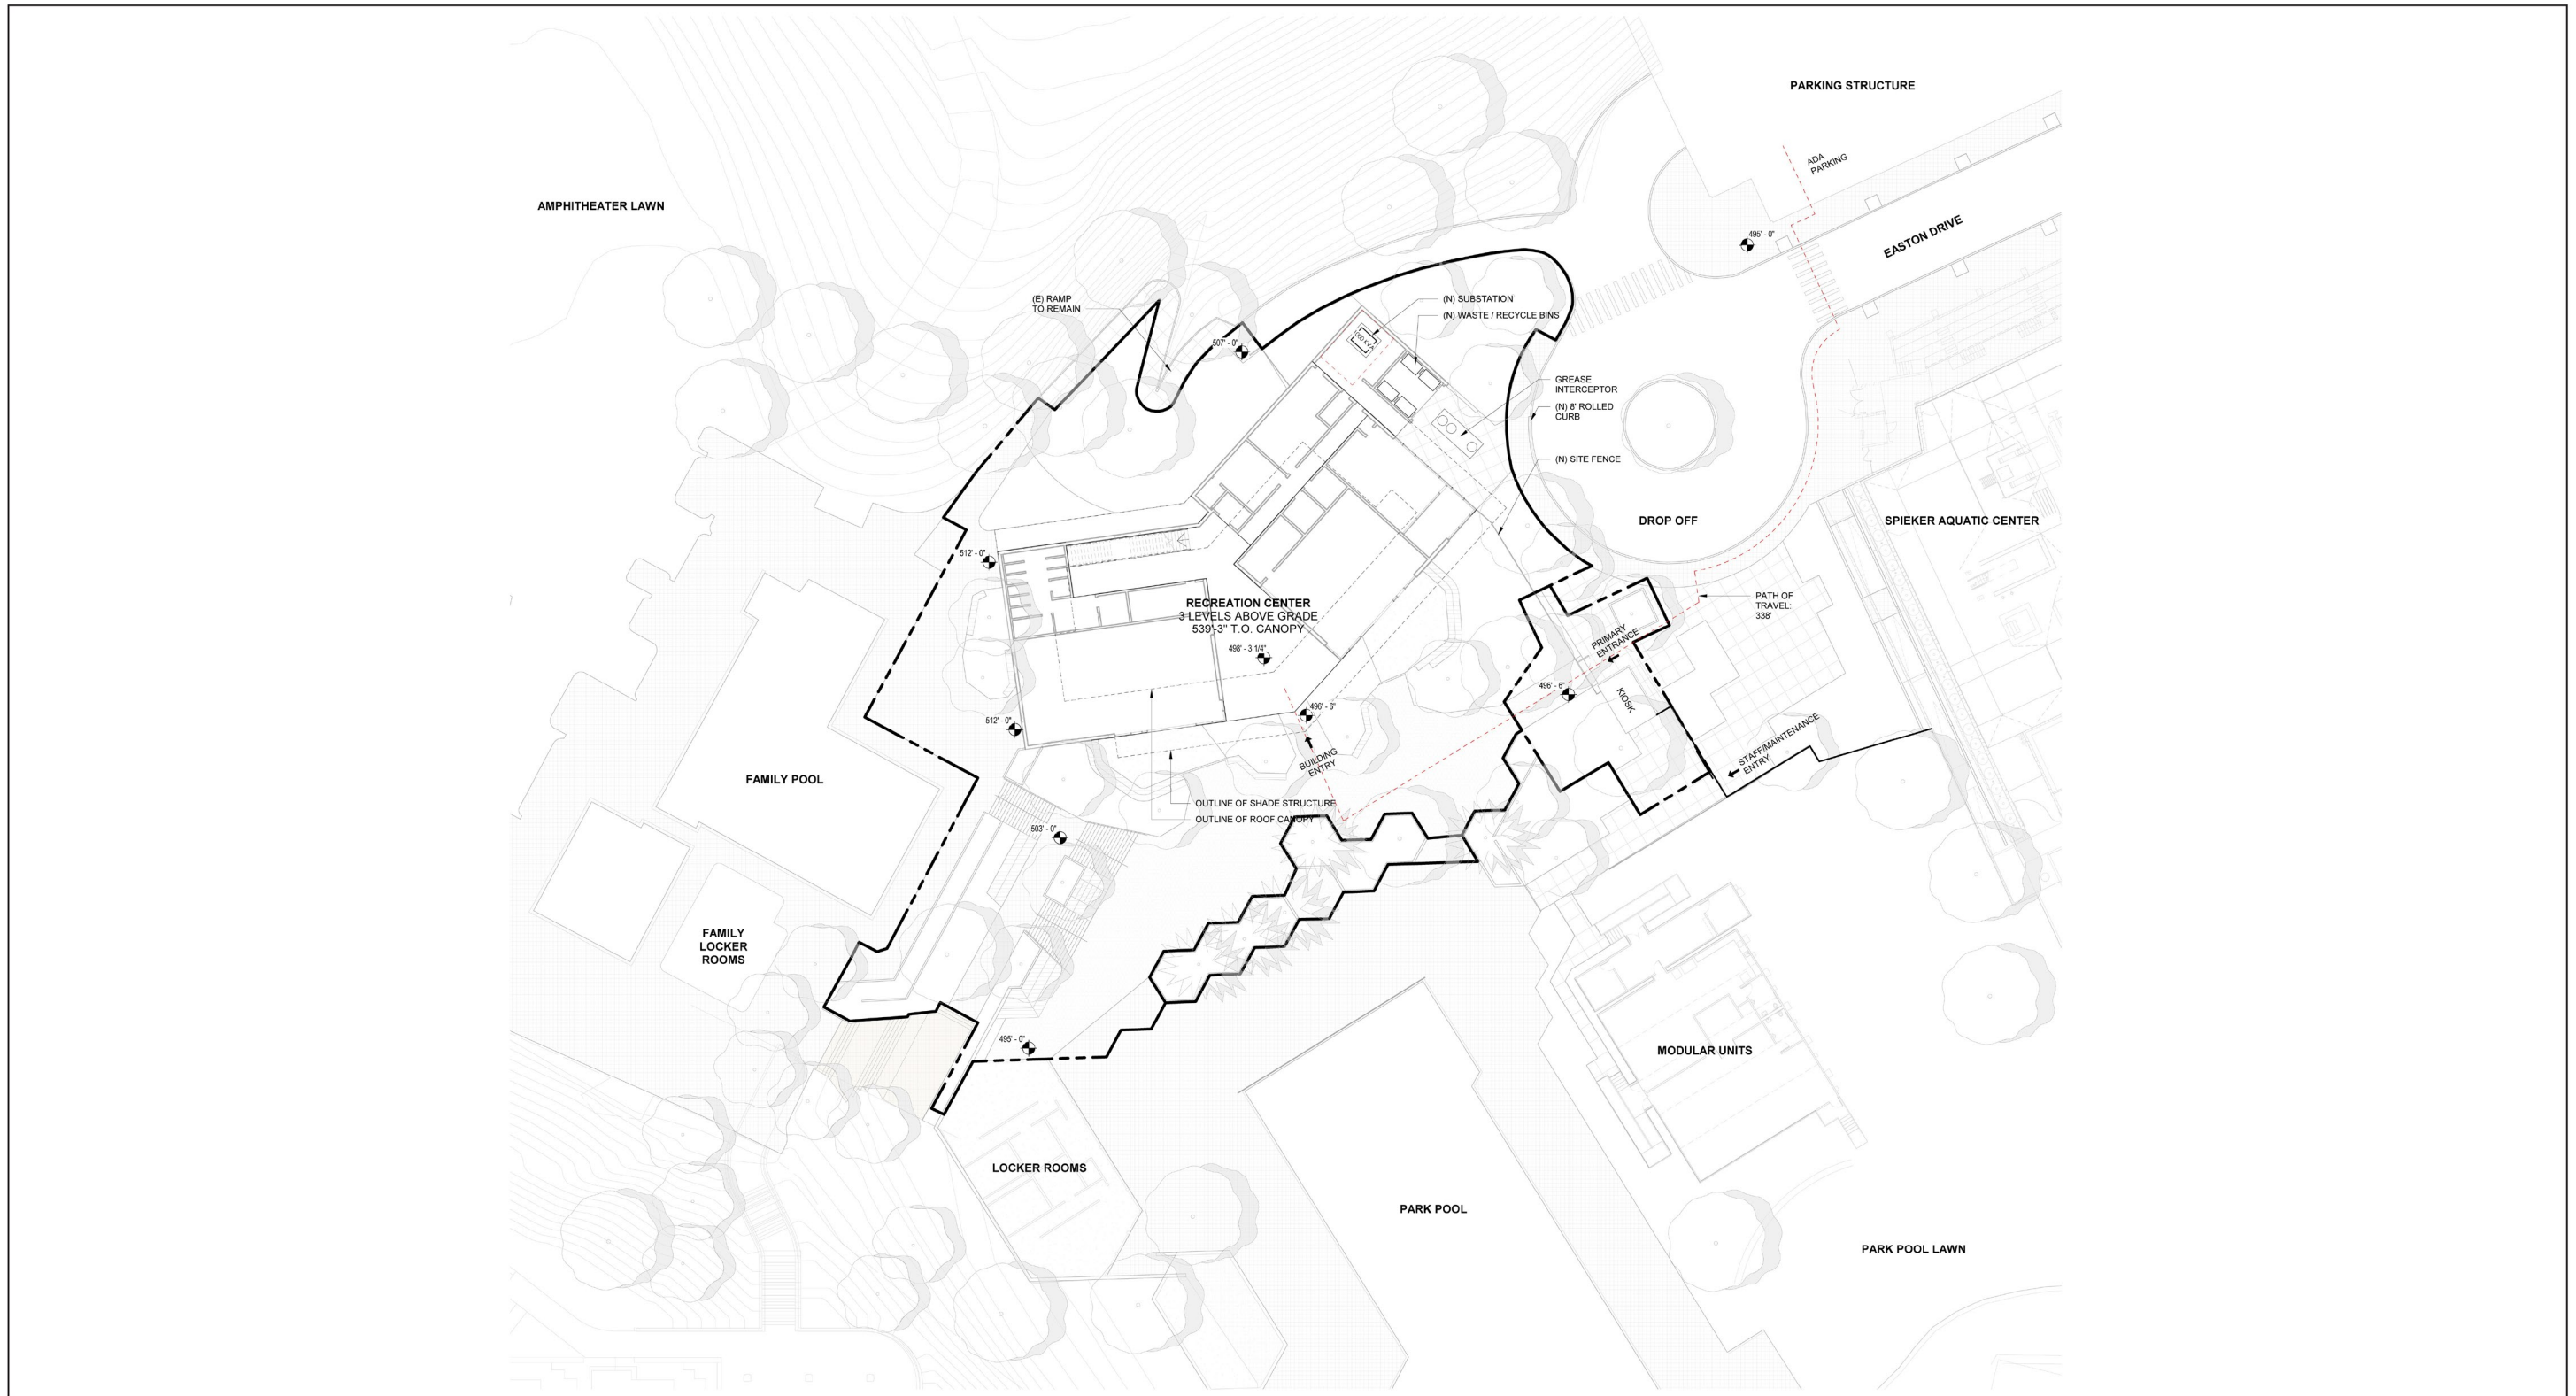 PARKING STRUCTURE
ADA
PARKING
AMPHITHEATER LAWN
EASTON DRIVE
495' - 0"
(E) RAMP
TO REMAIN
(N) SUBSTATION
(N) WASTE / RECYCLE BINS
1000 KVA
507' - 0"
GREASE
INTERCEPTOR
(N) 8' ROLLED
CURB
(N) SITE FENCE
DROP OFF
SPIEKER AQUATIC CENTER
512' - 0"
RECREATION CENTER
3 LEVELS ABOVE GRADE
539'-3" T.O. CANOPY
PATH OF
TRAVEL:
338'
PRIMARY
ENTRANCE
498' - 3 1/4"
496' - 6"
KIOSK
496' - 6"
512' - 0"
STAFF/MAINTENANCE
ENTRY
BUILDING
ENTRY
FAMILY POOL
OUTLINE OF SHADE STRUCTURE
OUTLINE OF ROOF CANOPY
503' - 0"
FAMILY
LOCKER
ROOMS
495' - 0"
MODULAR UNITS
LOCKER ROOMS
PARK POOL
PARK POOL LAWN